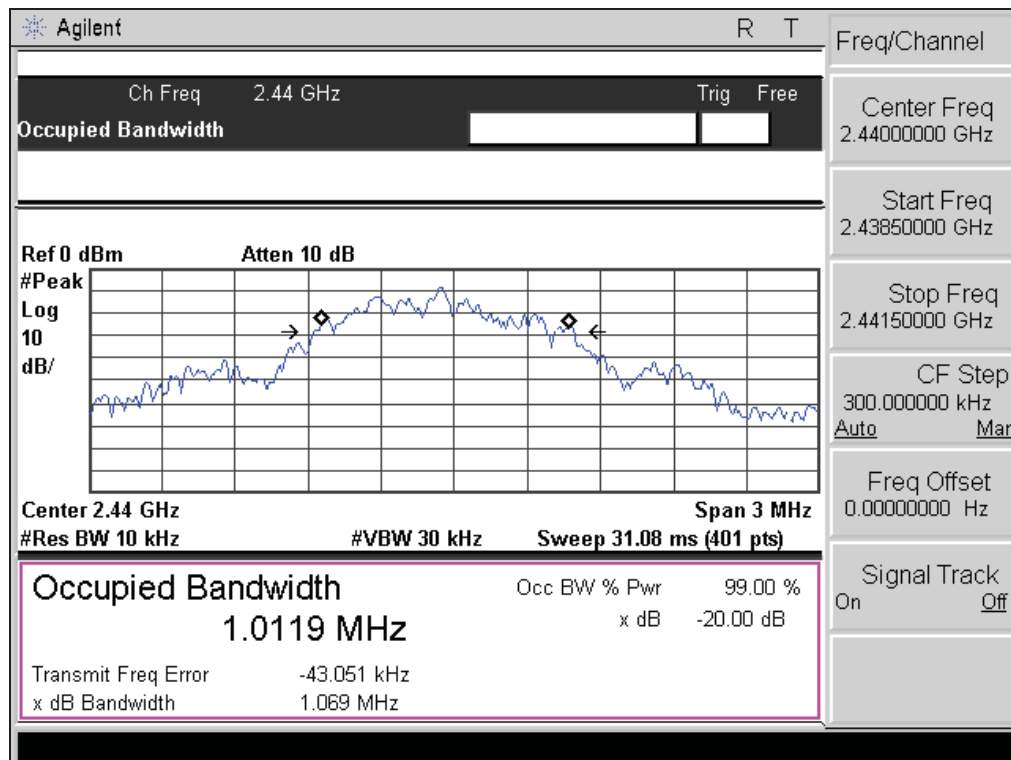 Agilent R T
Freq/Channel
Ch Freq 2.44 GHz Trig Free
Occupied Bandwidth
Center Freq
2.44000000 GHz
Start Freq
2.43850000 GHz
Stop Freq
2.44150000 GHz
CF Step
300.000000 kHz
Auto Man
Freq Offset
0.00000000 Hz
Signal Track
On Off
Ref 0 dBm Atten 10 dB
#Peak
Log
10
dB/
Center 2.44 GHz Span 3 MHz
#Res BW 10 kHz #VBW 30 kHz Sweep 31.08 ms (401 pts)
Occupied Bandwidth
1.0119 MHz
Occ BW % Pwr 99.00 %
x dB -20.00 dB
Transmit Freq Error -43.051 kHz
x dB Bandwidth 1.069 MHz